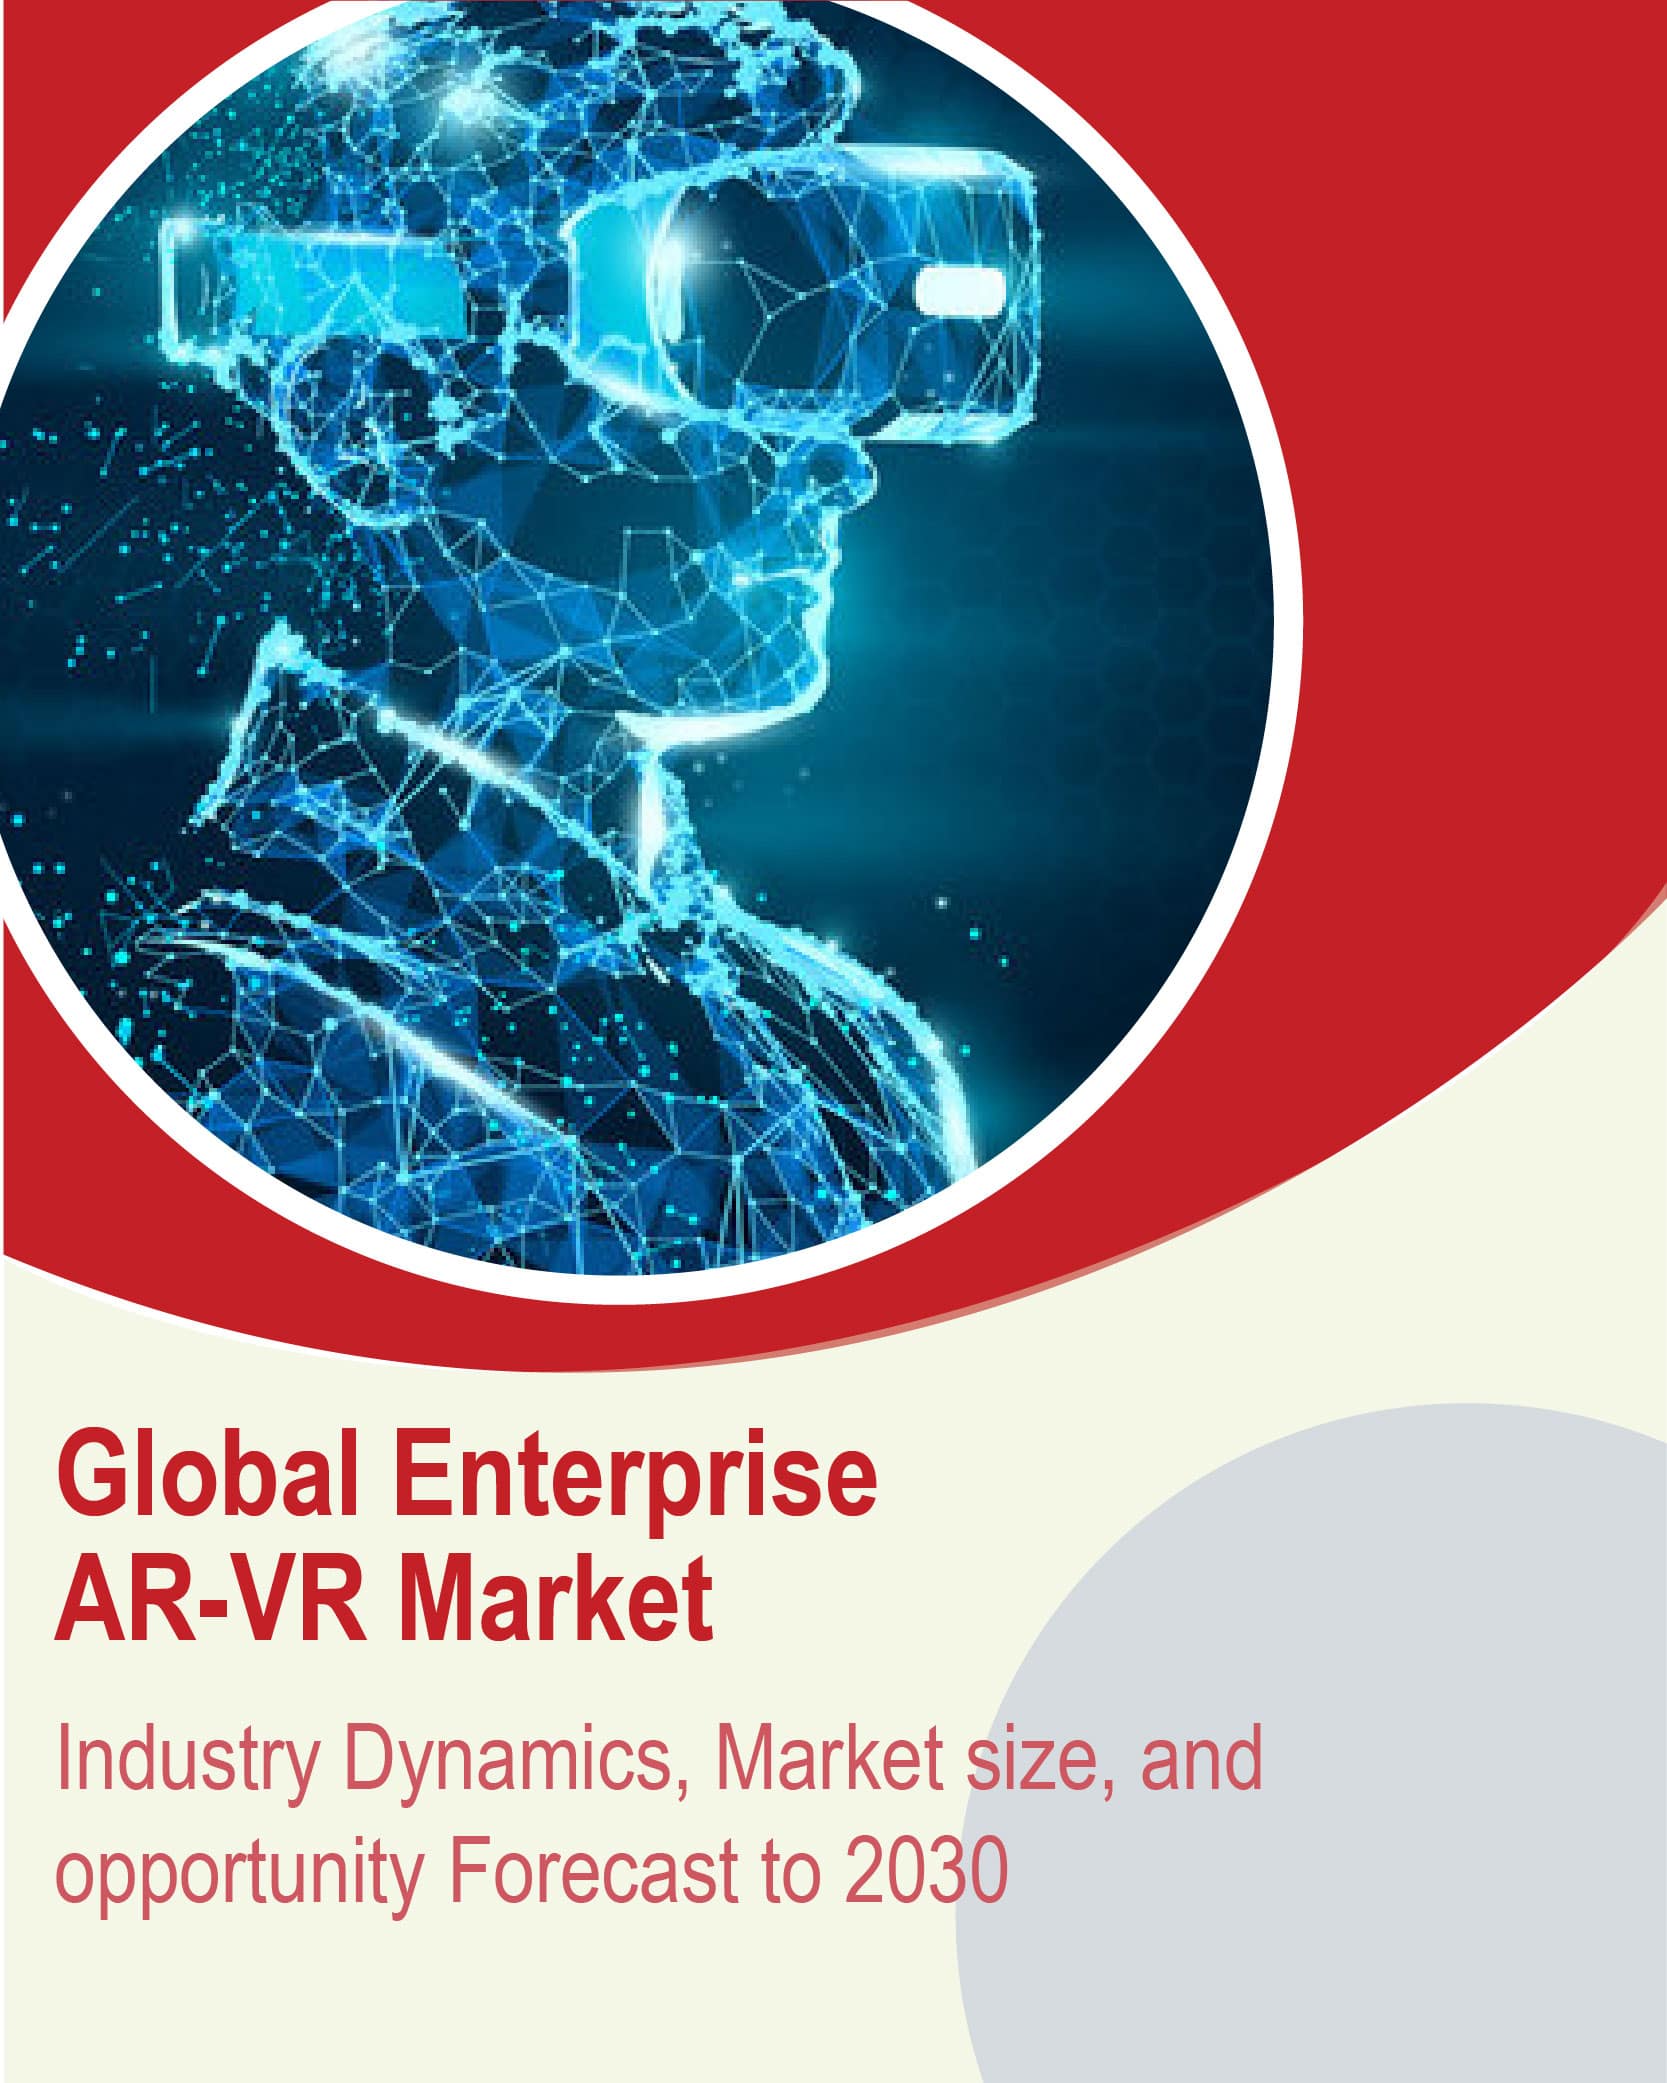 Global Enterprise
AR-VR Market
Industry Dynamics, Market size, and
opportunity Forecast to 2030